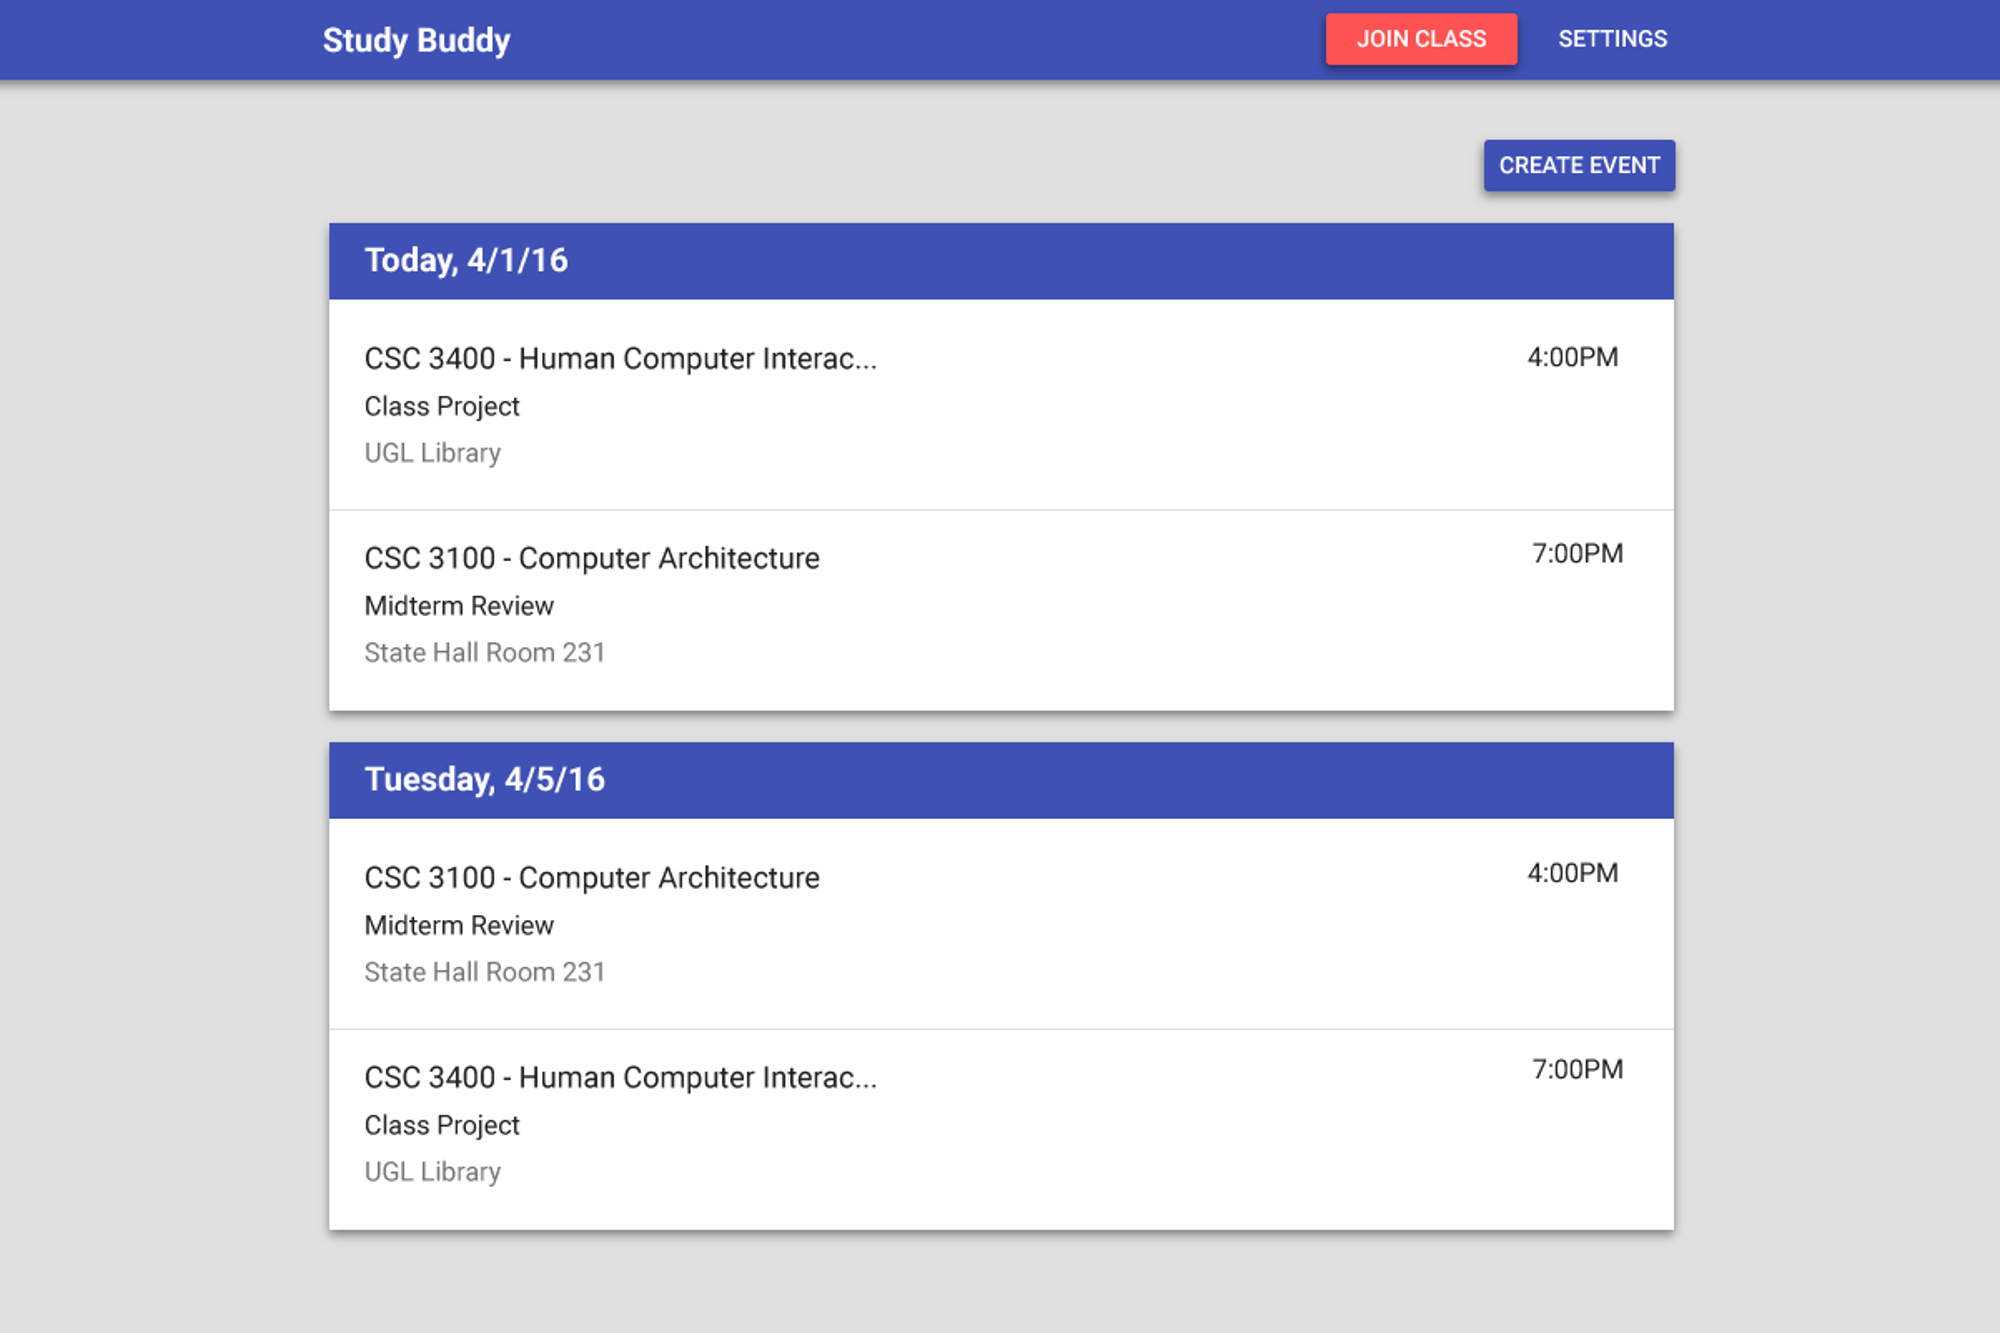 Study Buddy
JOIN CLASS
SETTINGS
CREATE EVENT
Today, 4/1/16
CSC 3400 - Human Computer Interac...
4:00PM
Class Project
UGL Library
CSC 3100 - Computer Architecture
7:00PM
Midterm Review
State Hall Room 231
Tuesday, 4/5/16
CSC 3100 - Computer Architecture
4:00PM
Midterm Review
State Hall Room 231
CSC 3400 - Human Computer Interac...
7:00PM
Class Project
UGL Library